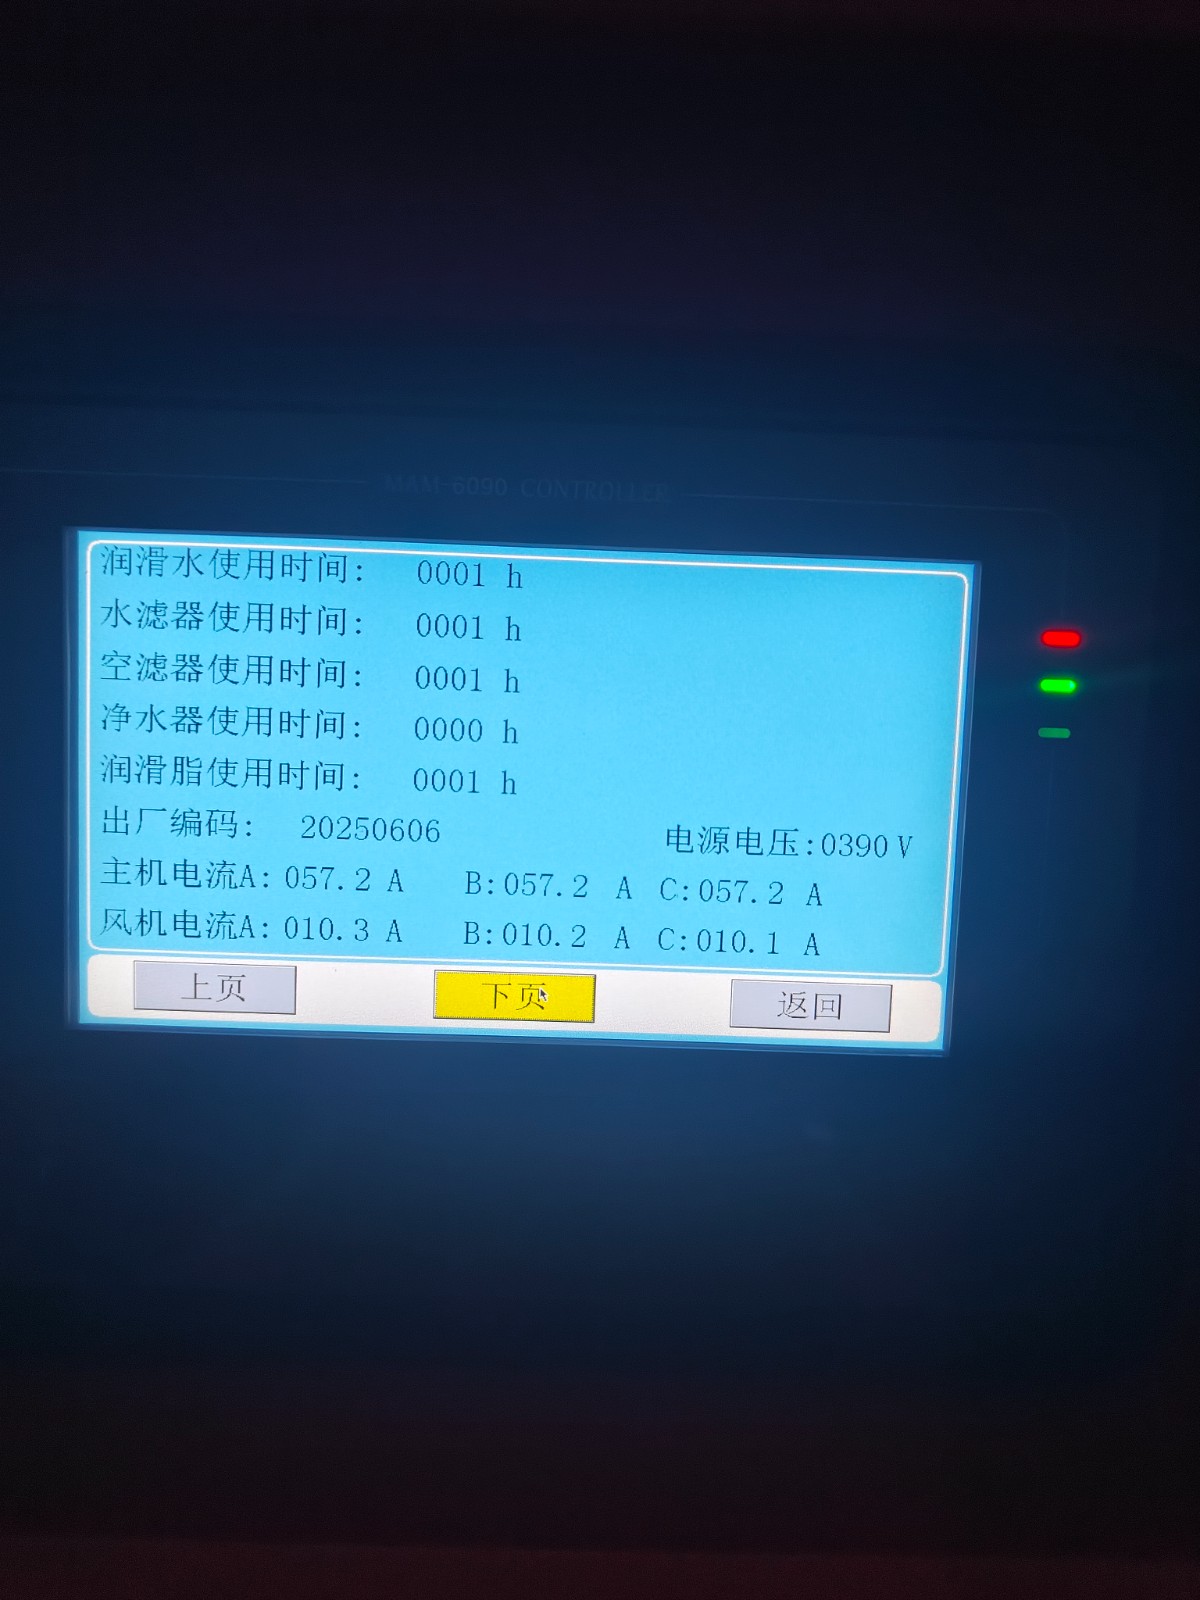 MAM-6090 CONTROLLER
润滑水使用时间: 0001 h
水滤器使用时间: 0001 h
空滤器使用时间: 0001 h
净水器使用时间: 0000 h
润滑脂使用时间: 0001 h
出厂编码: 20250606 电源电压:0390 V
主机电流A: 057.2 A B:057.2 A C:057.2 A
风机电流A: 010.3 A B:010.2 A C:010.1 A
上页 下页 返回